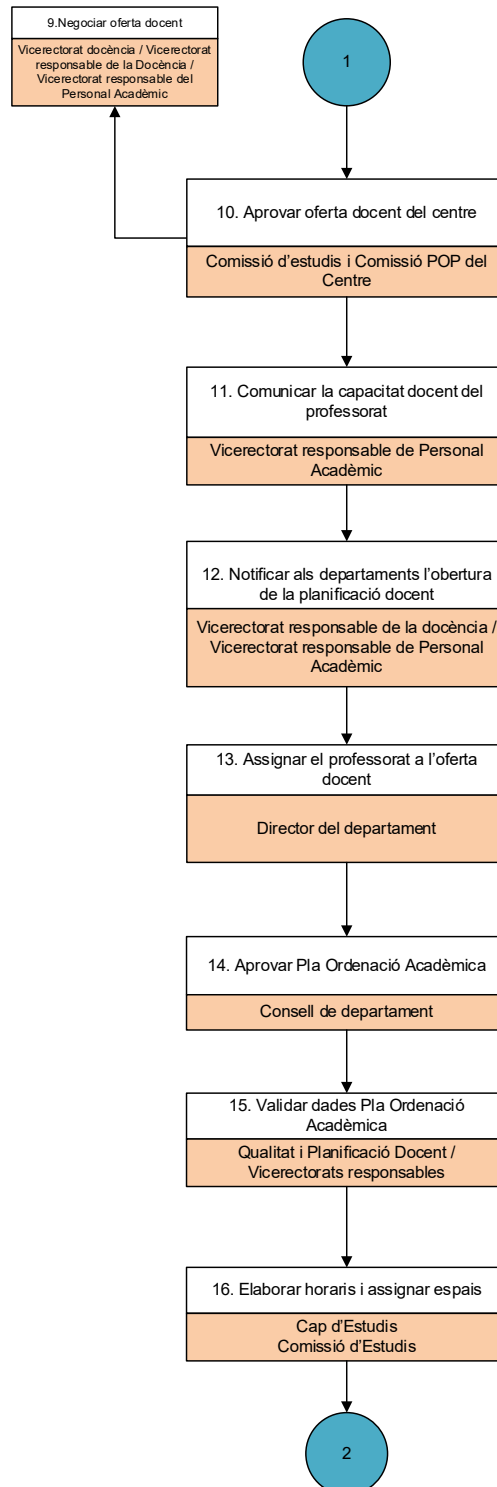 9.Negociar oferta docent
Vicerectorat docència / Vicerectorat
responsable de la Docència /
Vicerectorat responsable del
Personal Acadèmic
1
10. Aprovar oferta docent del centre
Comissió d'estudis i Comissió POP del
Centre
11. Comunicar la capacitat docent del
professorat
Vicerectorat responsable de Personal
Acadèmic
12. Notificar als departaments l'obertura
de la planificació docent
Vicerectorat responsable de la docència /
Vicerectorat responsable de Personal
Acadèmic
13. Assignar el professorat a l'oferta
docent
Director del departament
14. Aprovar Pla Ordenació Acadèmica
Consell de departament
15. Validar dades Pla Ordenació
Acadèmica
Qualitat i Planificació Docent /
Vicerectorats responsables
16. Elaborar horaris i assignar espais
Cap d'Estudis
Comissió d'Estudis
2